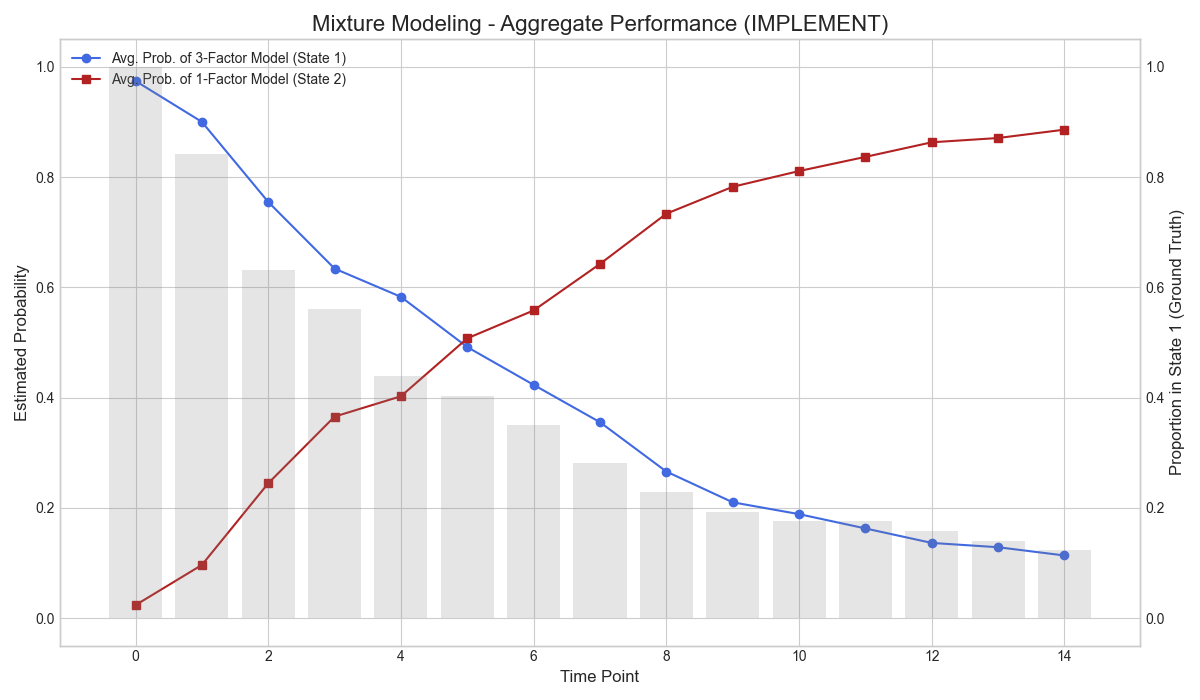 Mixture Modeling - Aggregate Performance (IMPLEMENT)
Avg. Prob. of 3-Factor Model (State 1)
Avg. Prob. of 1-Factor Model (State 2)
Estimated Probability
1.0
0.8
0.6
0.4
0.2
0.0
1.0
0.8
0.6
0.4
0.2
0.0
Proportion in State 1 (Ground Truth)
0 2 4 6 8 10 12 14
Time Point